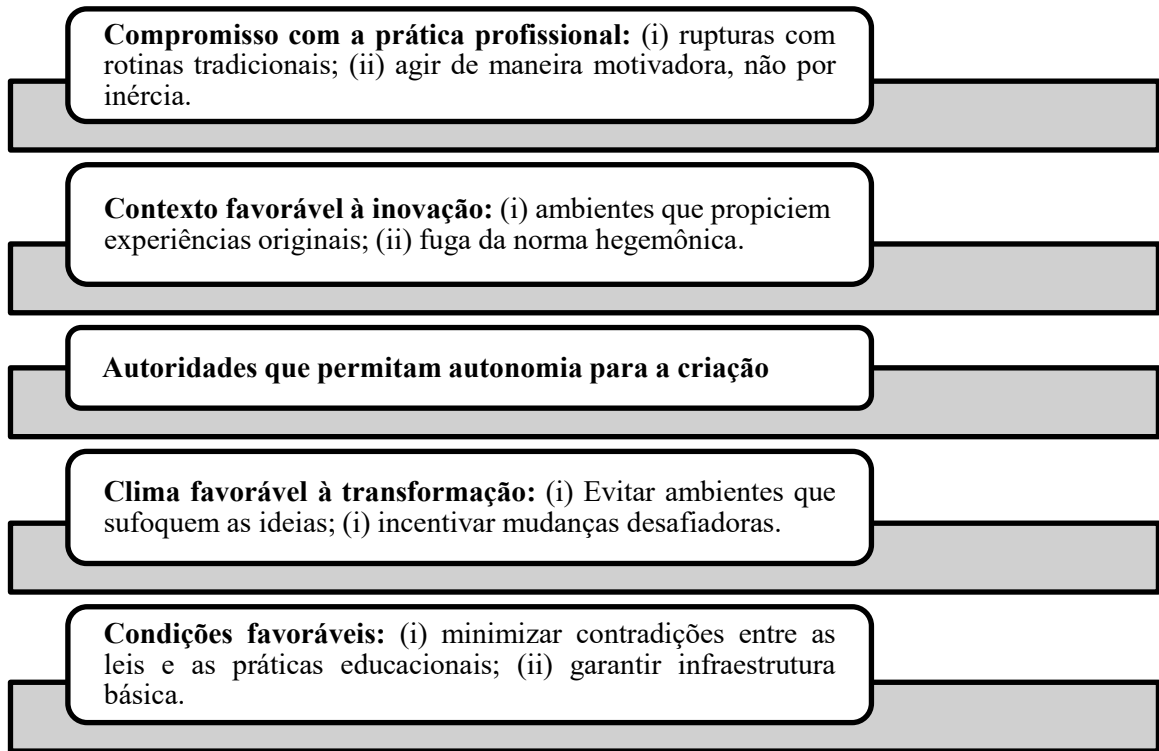 Compromisso com a prática profissional: (i) rupturas com
rotinas tradicionais; (ii) agir de maneira motivadora, não por
inércia.
Contexto favorável à inovação: (i) ambientes que propiciem
experiências originais; (ii) fuga da norma hegemônica.
Autoridades que permitam autonomia para a criação
Clima favorável à transformação: (i) Evitar ambientes que
sufoquem as ideias; (i) incentivar mudanças desafiadoras.
Condições favoráveis: (i) minimizar contradições entre as
leis e as práticas educacionais; (ii) garantir infraestrutura
básica.